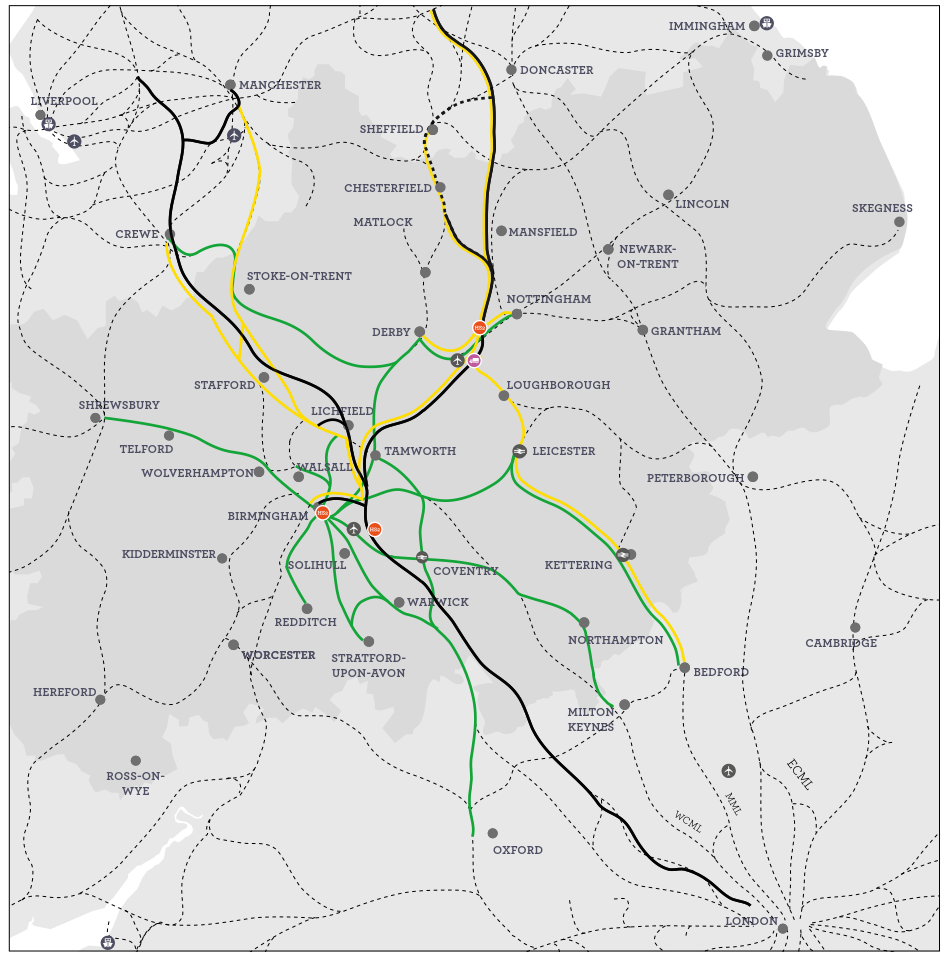 IMMINGHAM
GRIMSBY
DONCASTER
MANCHESTER
LIVERPOOL
SHEFFIELD
CHESTERFIELD
LINCOLN
SKEGNESS
MATLOCK
CREWE
MANSFIELD
NEWARK-
ON-TRENT
STOKE-ON-TRENT
NOTTINGHAM
DERBY
GRANTHAM
STAFFORD
LOUGHBOROUGH
SHREWSBURY
LICHFIELD
TELFORD
TAMWORTH
LEICESTER
WOLVERHAMPTON
WALSALL
PETERBOROUGH
BIRMINGHAM
KIDDERMINSTER
SOLIHULL
COVENTRY
KETTERING
WARWICK
REDDITCH
NORTHAMPTON
CAMBRIDGE
WORCESTER
STRATFORD-
UPON-AVON
BEDFORD
HEREFORD
MILTON
KEYNES
ROSS-ON-
WYE
ECML
MML
WCML
OXFORD
LONDON